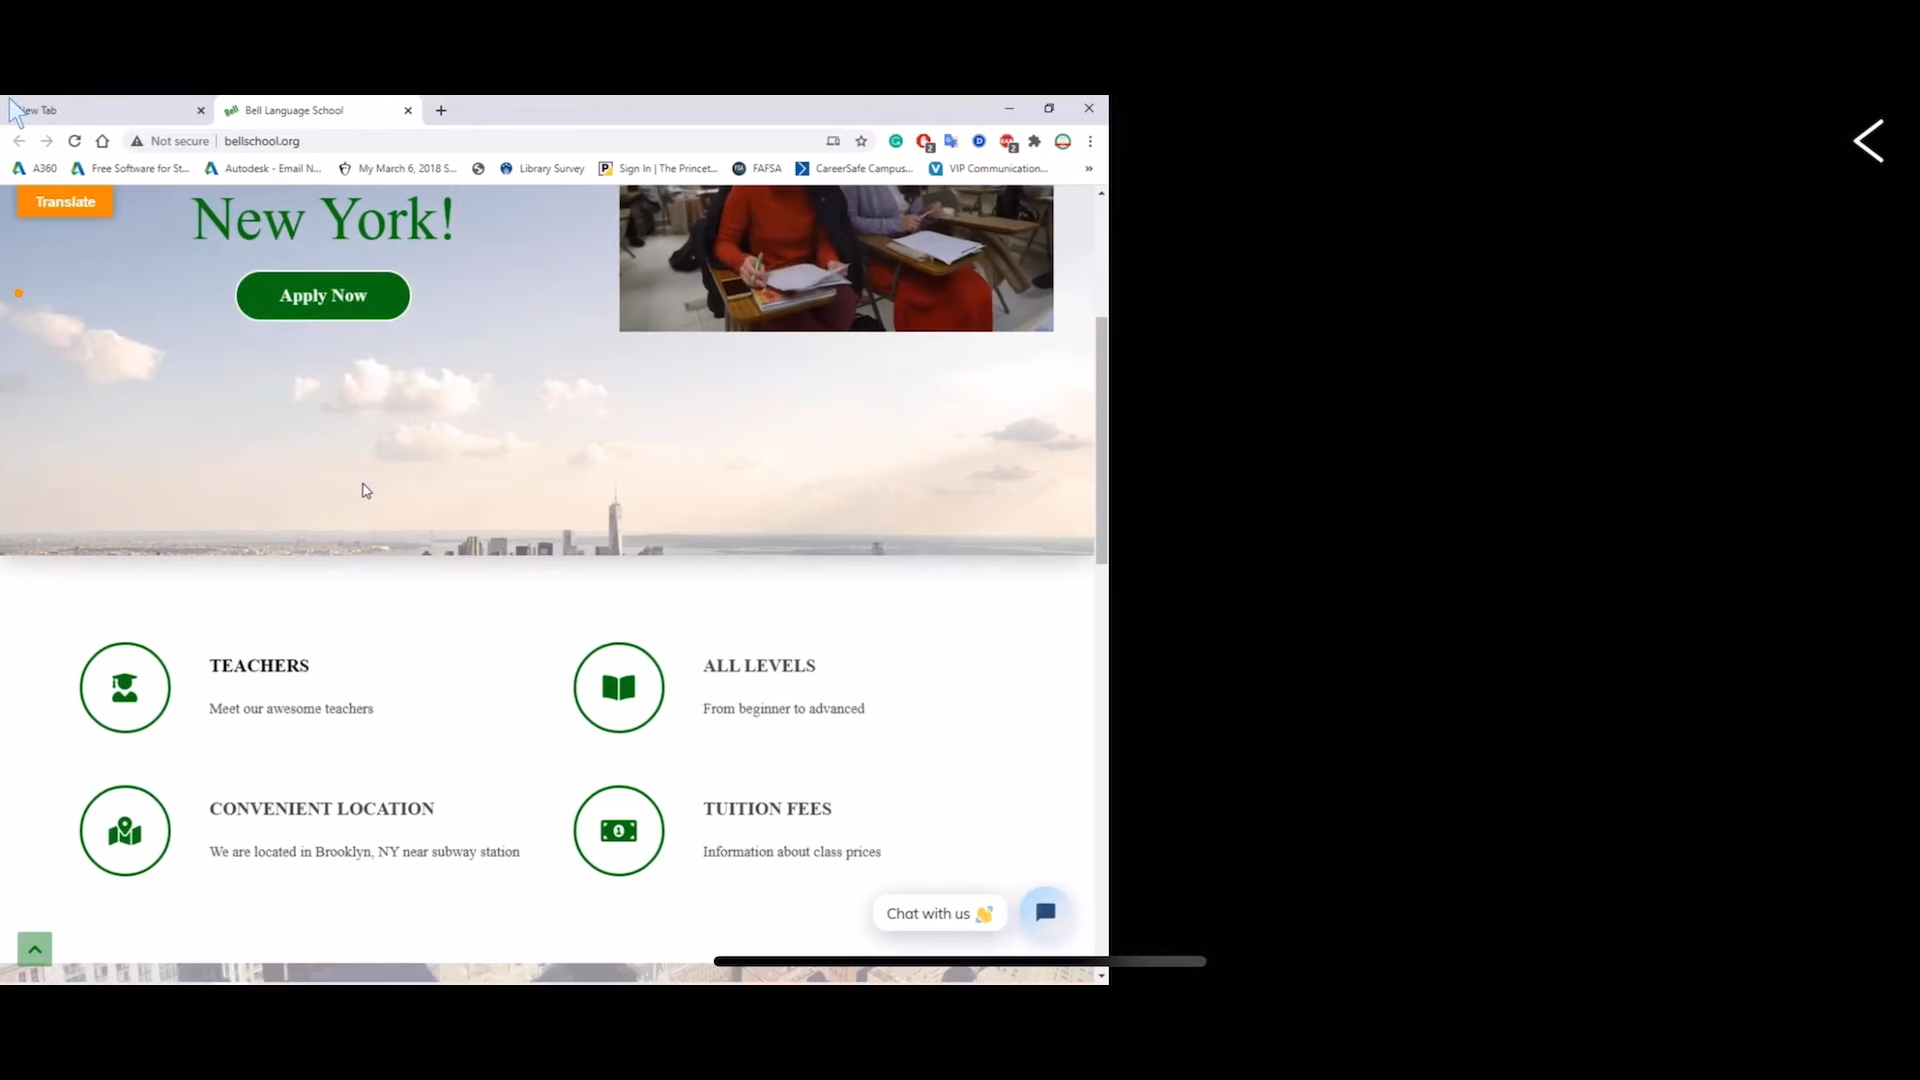 New Tab
Bell Language School
Not secure
bellschool.org
A360
Free Software for St...
Autodesk - Email N...
My March 6, 2018 S...
Library Survey
Sign In | The Princet...
FAFSA
CareerSafe Campus...
VIP Communication...
»
Translate
New York!
Apply Now
TEACHERS
Meet our awesome teachers
ALL LEVELS
From beginner to advanced
CONVENIENT LOCATION
We are located in Brooklyn, NY near subway station
TUITION FEES
Information about class prices
Chat with us 👋